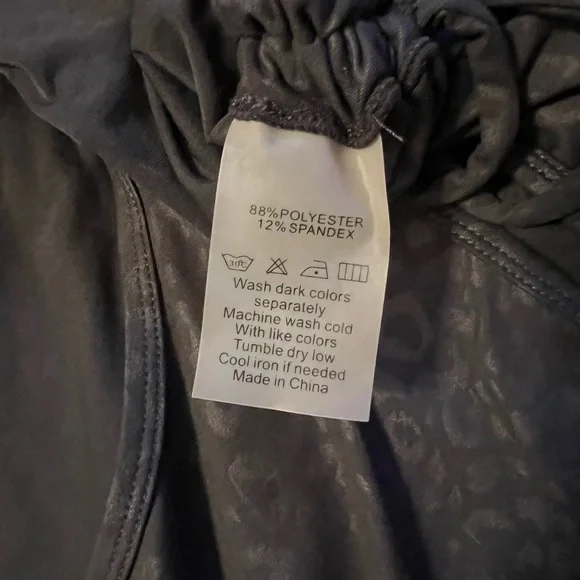 88%POLYESTER
12%SPANDEX
30C
Wash dark colors
separately
Machine wash cold
With like colors
Tumble dry low
Cool iron if needed
Made in China